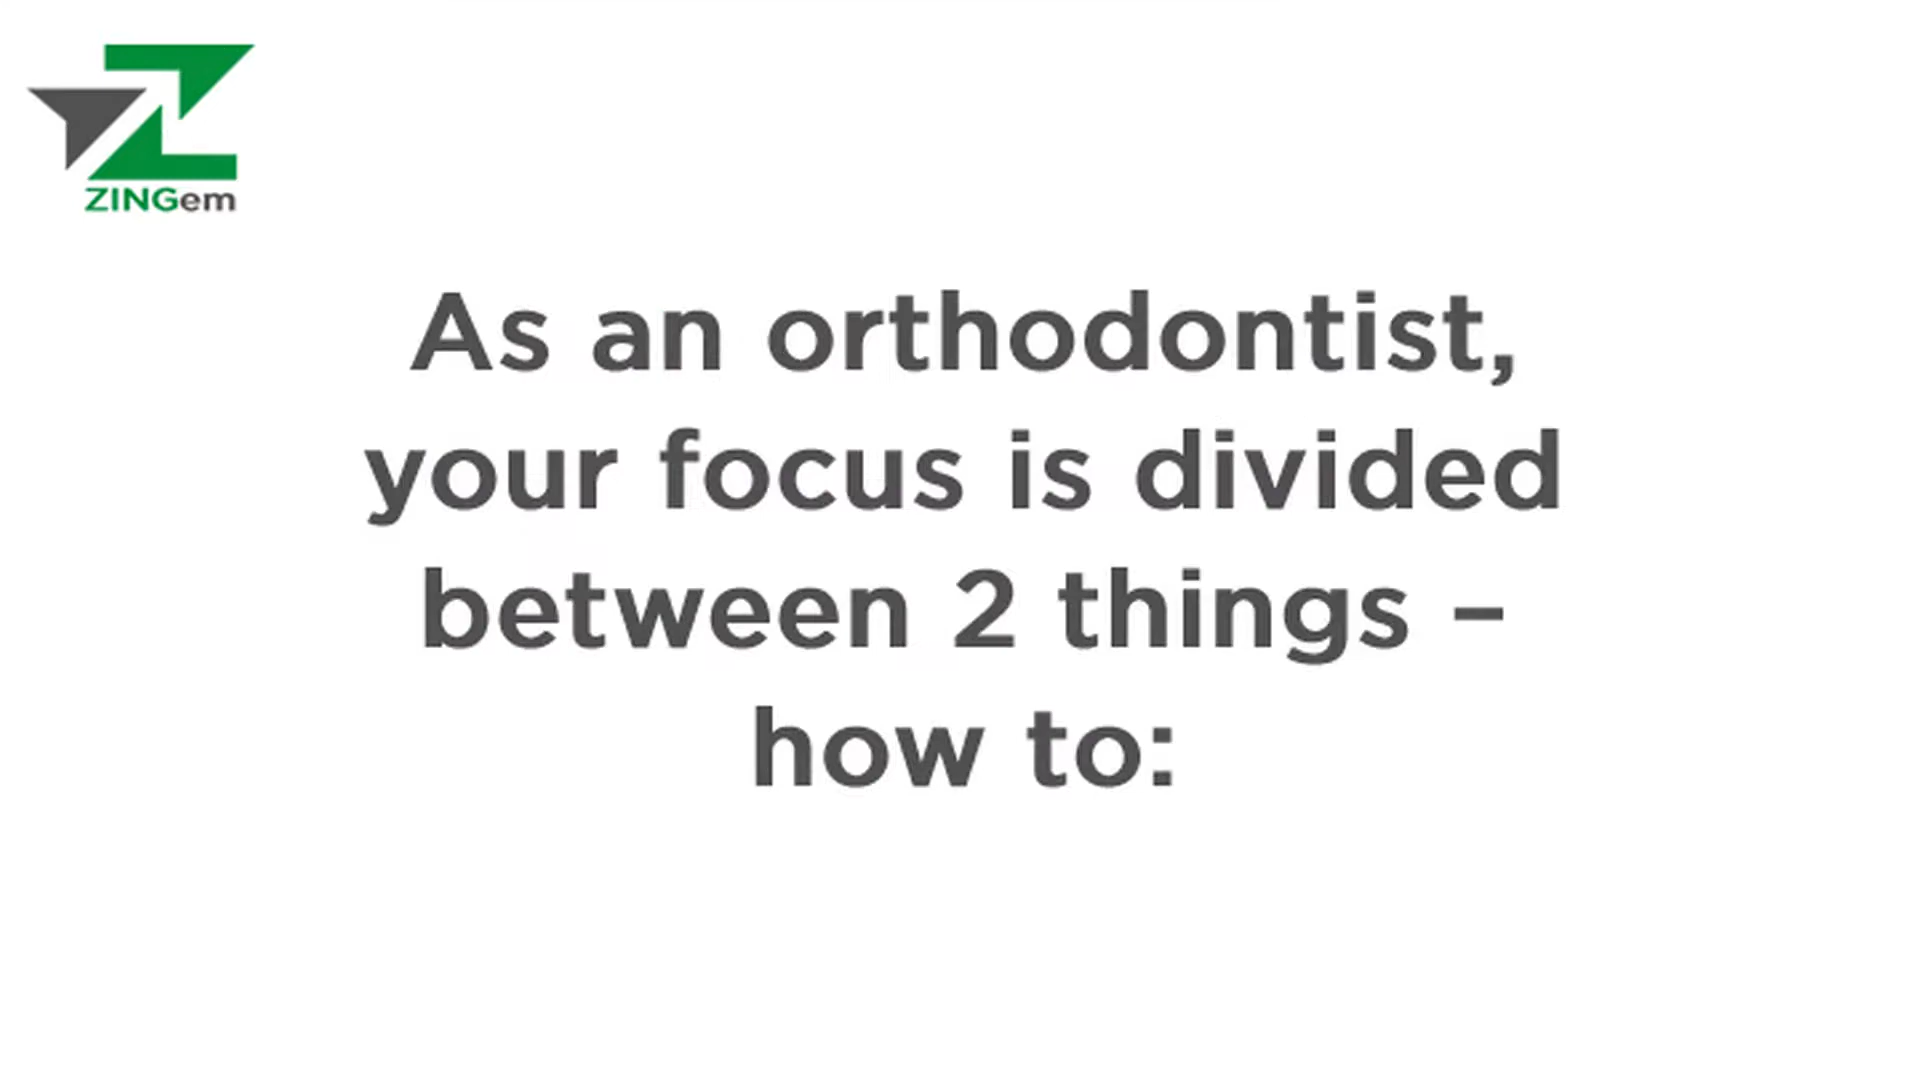 ZINGem
As an orthodontist,
your focus is divided
between 2 things –
how to: